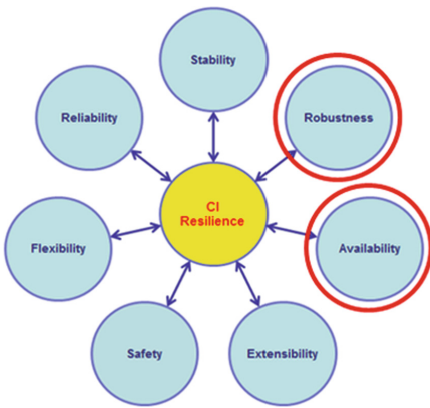 Stability
Reliability
Robustness
CI
Resilience
Flexibility
Availability
Safety
Extensibility